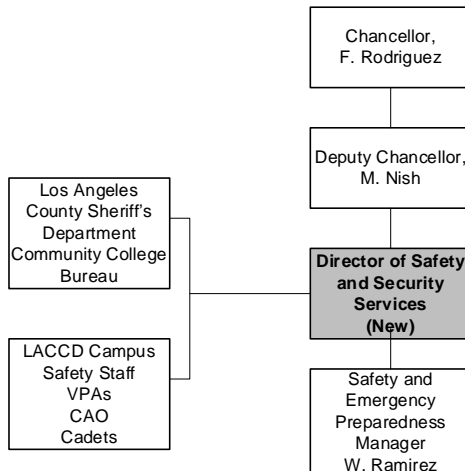 Chancellor,
F. Rodriguez
Deputy Chancellor,
M. Nish
Los Angeles
County Sheriff's
Department
Community College
Bureau
Director of Safety
and Security
Services
(New)
LACCD Campus
Safety Staff
VPAs
CAO
Cadets
Safety and
Emergency
Preparedness
Manager
W. Ramirez